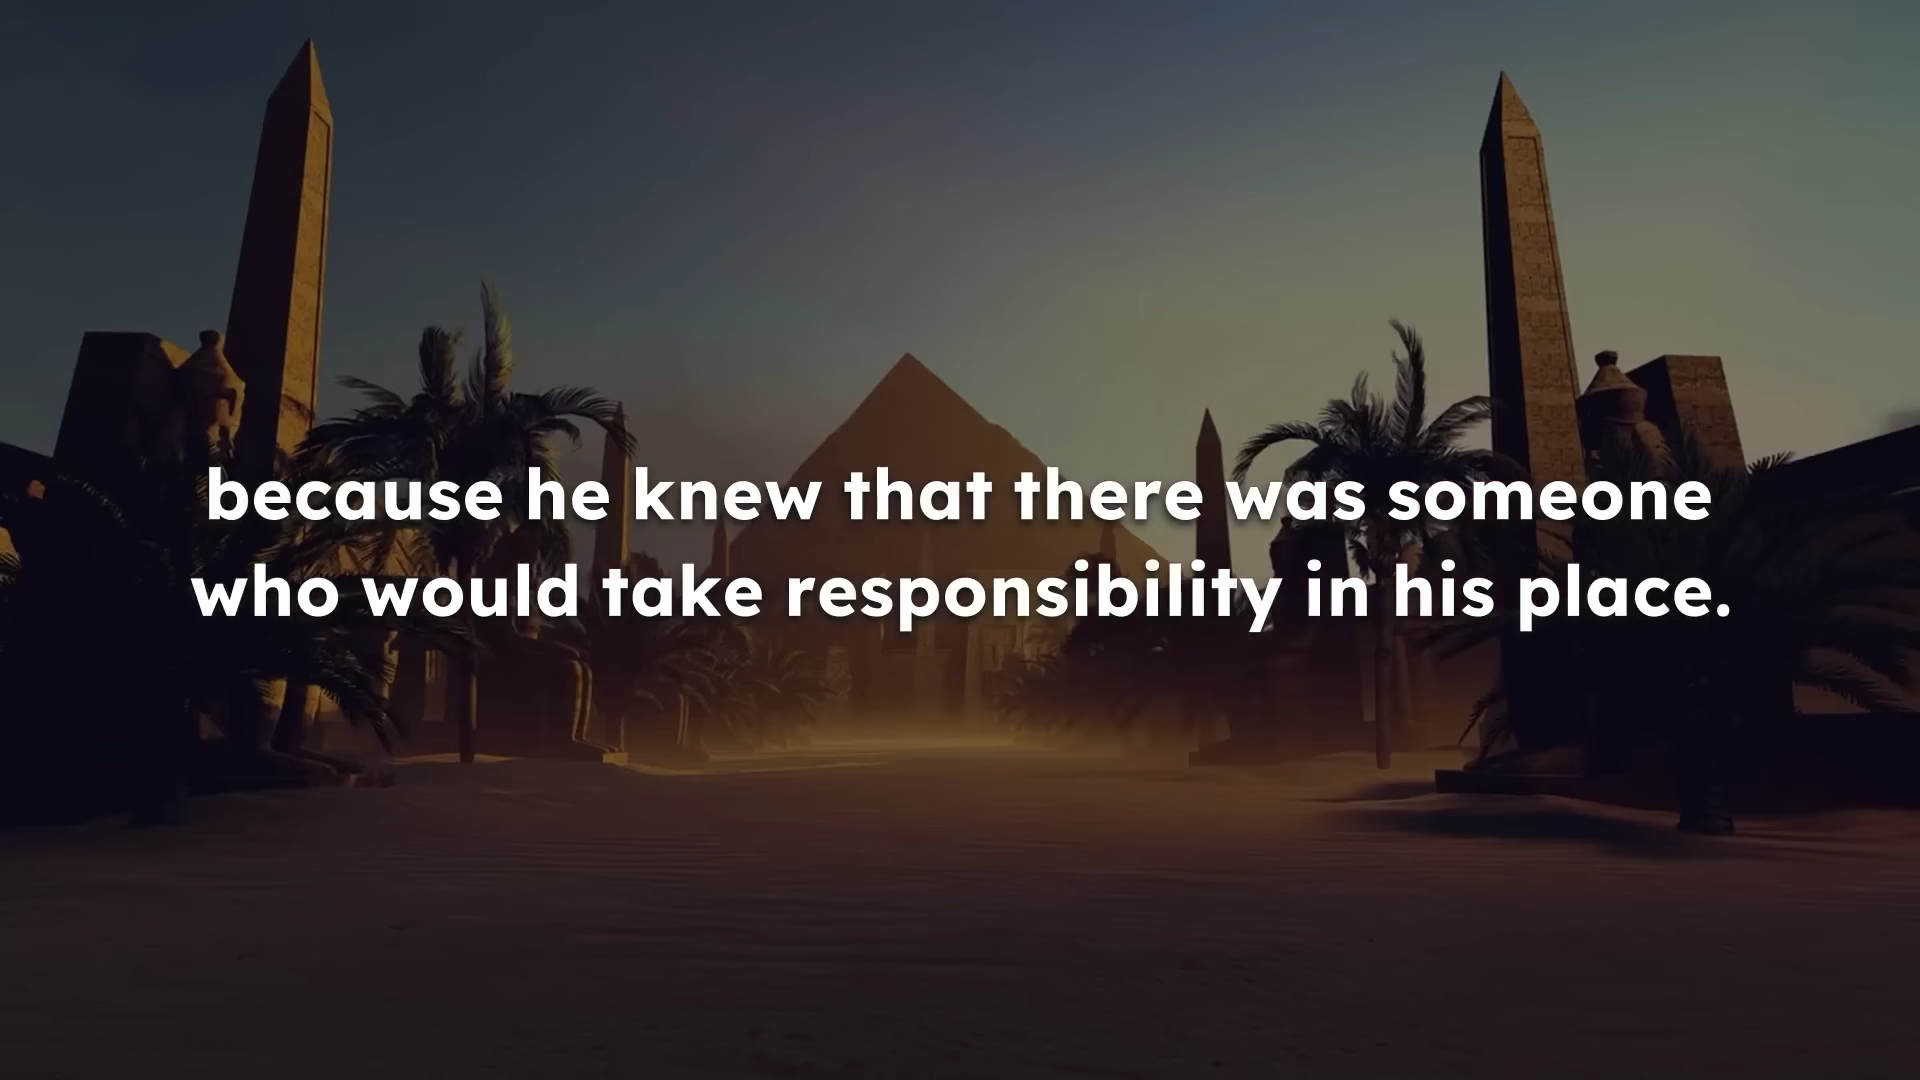 because he knew that there was someone
who would take responsibility in his place.